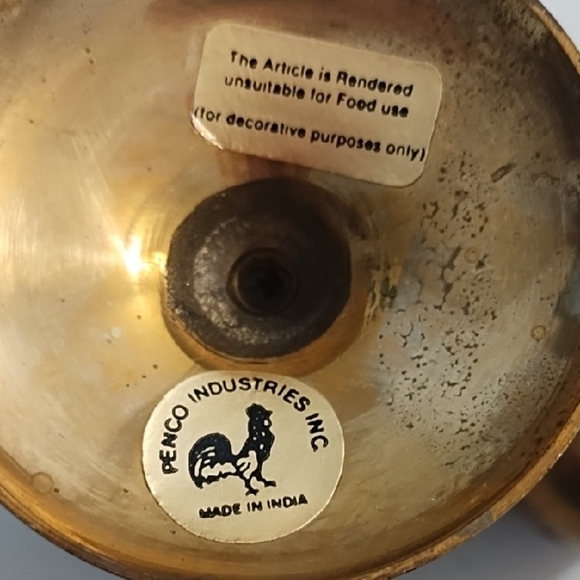 The Article is Rendered
unsuitable for Food use
(for decorative purposes only)
PENCO INDUSTRIES INC.
MADE IN INDIA